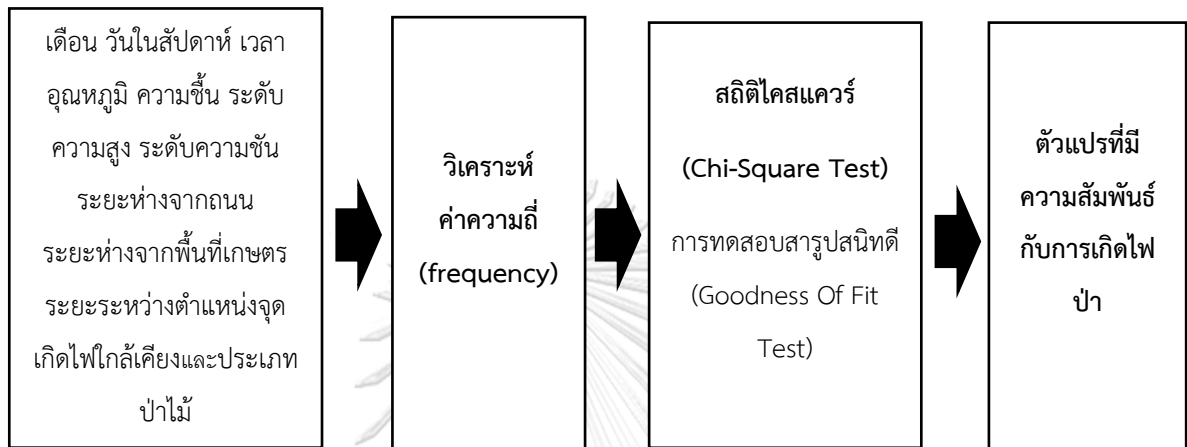 เดือน วันในสัปดาห์ เวลา
อุณหภูมิ ความชื้น ระดับ
ความสูง ระดับความชัน
ระยะห่างจากถนน
ระยะห่างจากพื้นที่เกษตร
ระยะระหว่างตำแหน่งจุด
เกิดไฟใกล้เคียงและประเภท
ป่าไม้
วิเคราะห์
ค่าความถี่
(frequency)
สถิติไคสแควร์
(Chi-Square Test)
การทดสอบสารูปสนิทดี
(Goodness Of Fit
Test)
ตัวแปรที่มี
ความสัมพันธ์
กับการเกิดไฟ
ป่า